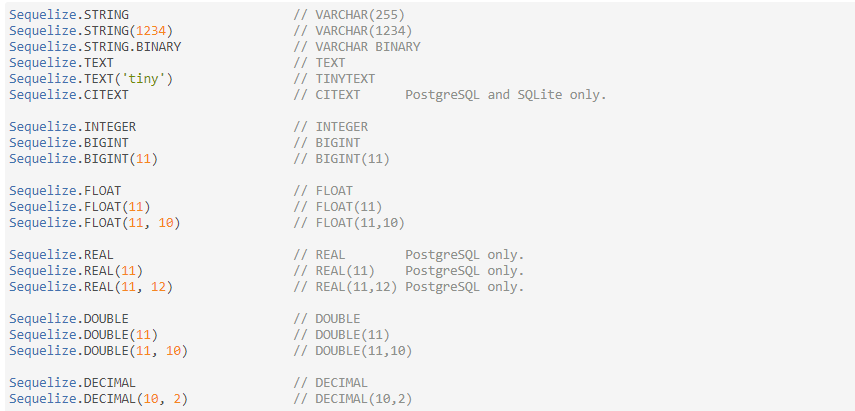 Sequelize.STRING                      // VARCHAR(255)
Sequelize.STRING(1234)                // VARCHAR(1234)
Sequelize.STRING.BINARY               // VARCHAR BINARY
Sequelize.TEXT                        // TEXT
Sequelize.TEXT('tiny')                // TINYTEXT
Sequelize.CITEXT                      // CITEXT      PostgreSQL and SQLite only.

Sequelize.INTEGER                     // INTEGER
Sequelize.BIGINT                      // BIGINT
Sequelize.BIGINT(11)                  // BIGINT(11)

Sequelize.FLOAT                       // FLOAT
Sequelize.FLOAT(11)                   // FLOAT(11)
Sequelize.FLOAT(11, 10)               // FLOAT(11,10)

Sequelize.REAL                        // REAL        PostgreSQL only.
Sequelize.REAL(11)                    // REAL(11)    PostgreSQL only.
Sequelize.REAL(11, 12)                // REAL(11,12) PostgreSQL only.

Sequelize.DOUBLE                      // DOUBLE
Sequelize.DOUBLE(11)                  // DOUBLE(11)
Sequelize.DOUBLE(11, 10)              // DOUBLE(11,10)

Sequelize.DECIMAL                     // DECIMAL
Sequelize.DECIMAL(10, 2)              // DECIMAL(10,2)